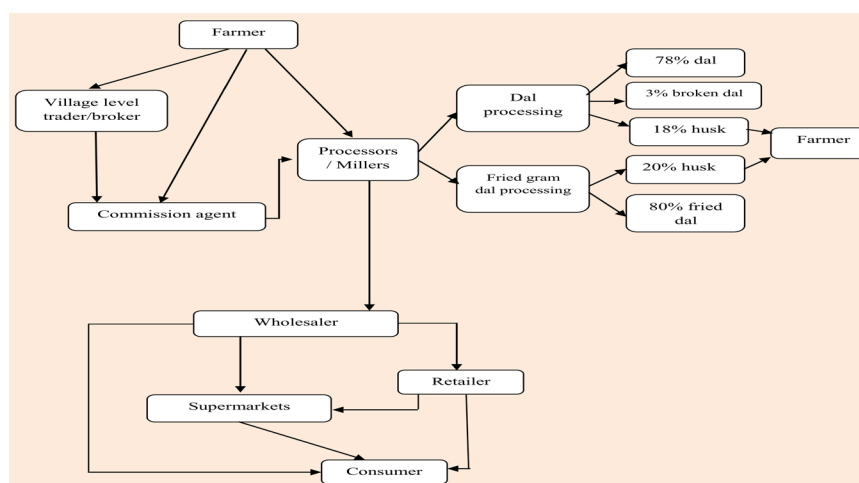 Farmer
Village level
trader/broker
Commission agent
Processors
/ Millers
Dal
processing
Fried gram
dal processing
78% dal
3% broken dal
18% husk
20% husk
80% fried
dal
Farmer
Wholesaler
Retailer
Supermarkets
Consumer